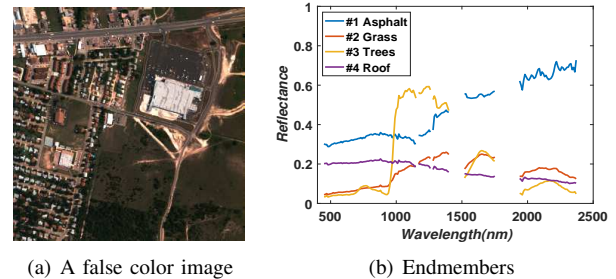 1
0.8
0.6
0.4
0.2
0
Reflectance
#1 Asphalt
#2 Grass
#3 Trees
#4 Roof
500 1000 1500 2000 2500
Wavelength(nm)
(a) A false color image
(b) Endmembers